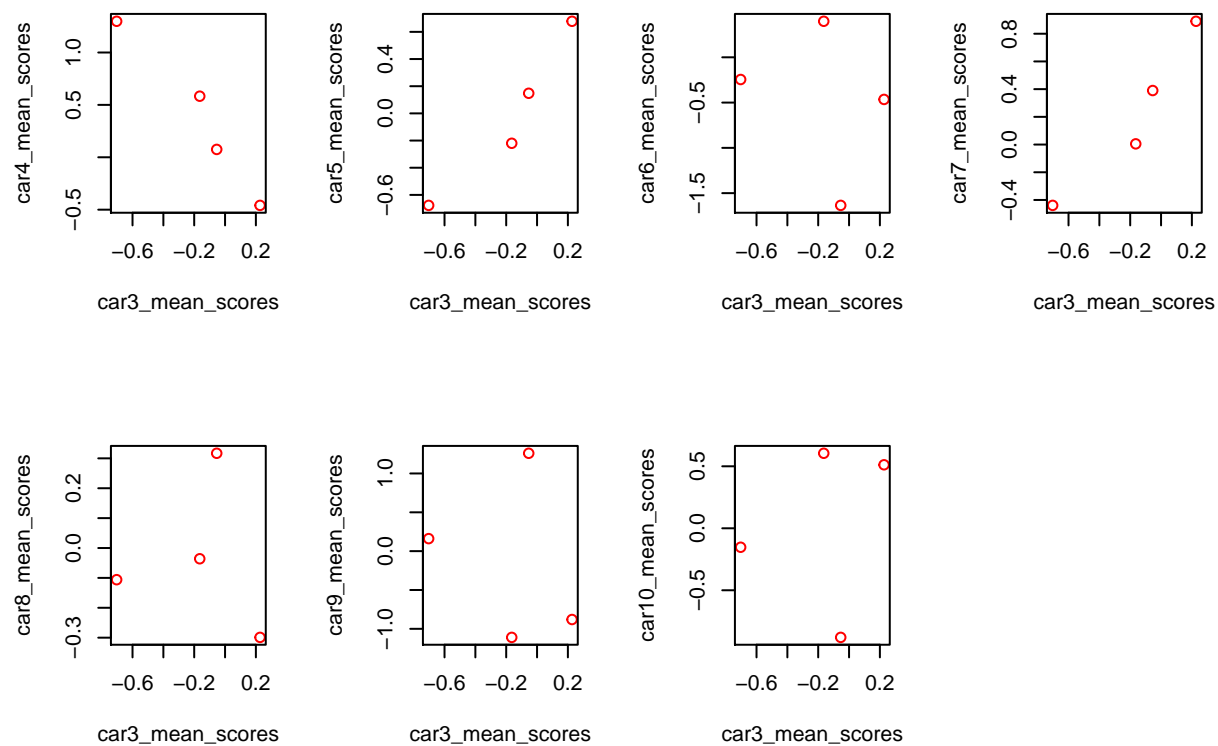 car4_mean_scores
−0.5 0.5 1.0
−0.6 −0.2 0.2
car3_mean_scores
car5_mean_scores
−0.6 0.0 0.4
−0.6 −0.2 0.2
car3_mean_scores
car6_mean_scores
−1.5 −0.5
−0.6 −0.2 0.2
car3_mean_scores
car7_mean_scores
−0.4 0.0 0.4 0.8
−0.6 −0.2 0.2
car3_mean_scores
car8_mean_scores
−0.3 0.0 0.2
−0.6 −0.2 0.2
car3_mean_scores
car9_mean_scores
−1.0 0.0 1.0
−0.6 −0.2 0.2
car3_mean_scores
car10_mean_scores
−0.5 0.0 0.5
−0.6 −0.2 0.2
car3_mean_scores